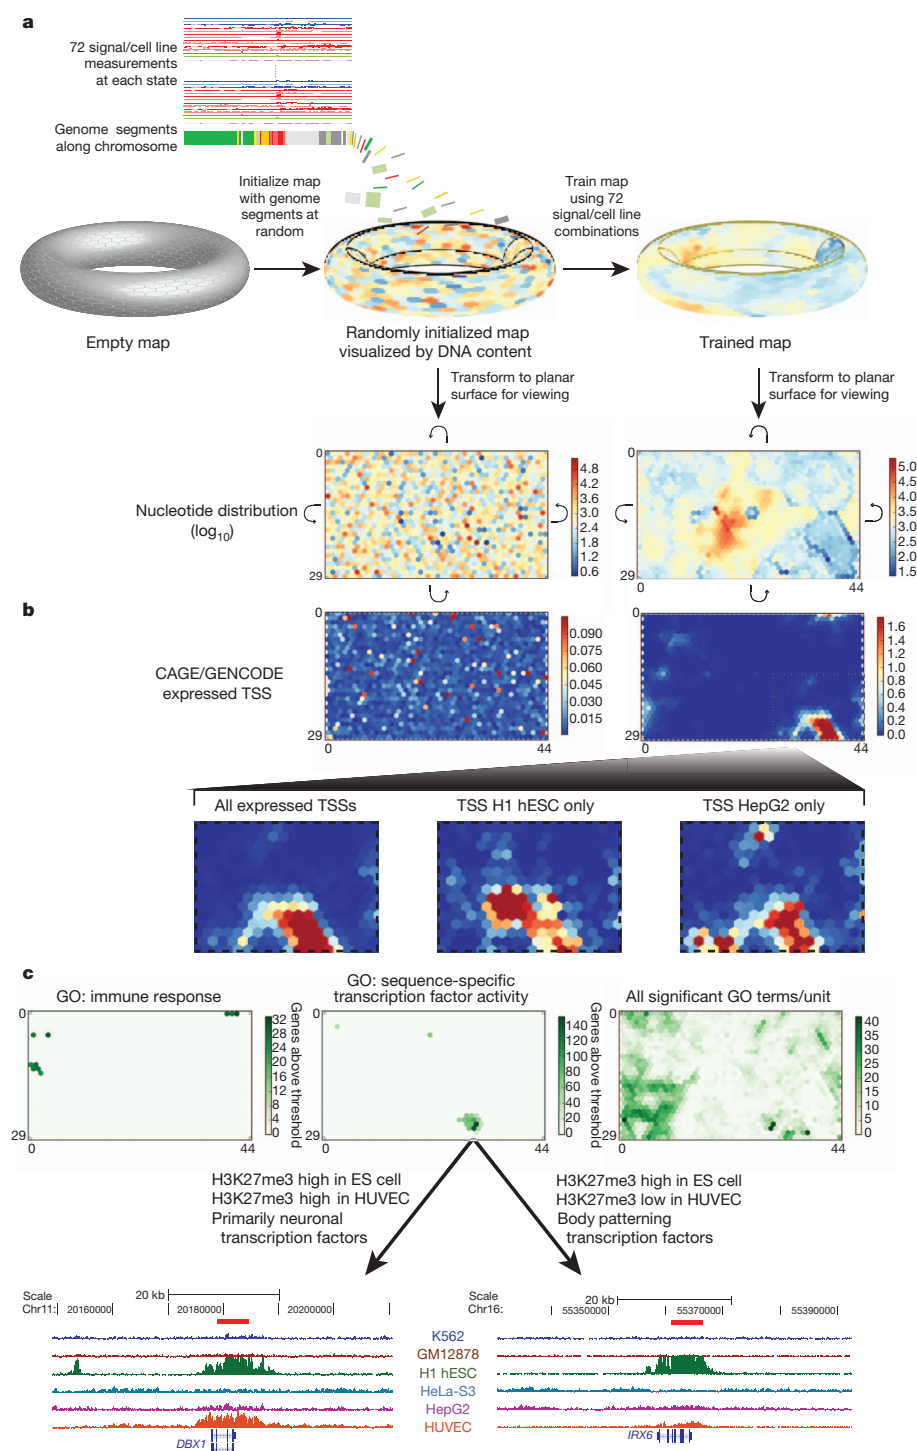 a
72 signal/cell line
measurements
at each state
Genome segments
along chromosome
Initialize map
with genome
segments at
random
Train map
using 72
signal/cell line
combinations
Empty map
Randomly initialized map
visualized by DNA content
Trained map
Transform to planar
surface for viewing
Transform to planar
surface for viewing
Nucleotide distribution
(log10)
0
29
4.8
4.2
3.6
3.0
2.4
1.8
1.2
0.6
0
29
0
44
5.0
4.5
4.0
3.5
3.0
2.5
2.0
1.5
b
CAGE/GENCODE
expressed TSS
0
29
0
44
0.090
0.075
0.060
0.045
0.030
0.015
0
29
0
44
1.6
1.4
1.2
1.0
0.8
0.6
0.4
0.2
0.0
All expressed TSSs
TSS H1 hESC only
TSS HepG2 only
c
GO: immune response
0
29
0
44
32
28
24
20
16
12
8
4
0
Genes above threshold
GO: sequence-specific
transcription factor activity
0
29
0
44
140
120
100
80
60
40
20
0
Genes above threshold
All significant GO terms/unit
0
29
0
44
40
35
30
25
20
15
10
5
0
H3K27me3 high in ES cell
H3K27me3 high in HUVEC
Primarily neuronal
transcription factors
H3K27me3 high in ES cell
H3K27me3 low in HUVEC
Body patterning
transcription factors
Scale
20 kb
Chr11:
20160000
20180000
20200000
Scale
20 kb
Chr16:
55350000
55370000
55390000
K562
GM12878
H1 hESC
HeLa-S3
HepG2
HUVEC
DBX1
IRX6